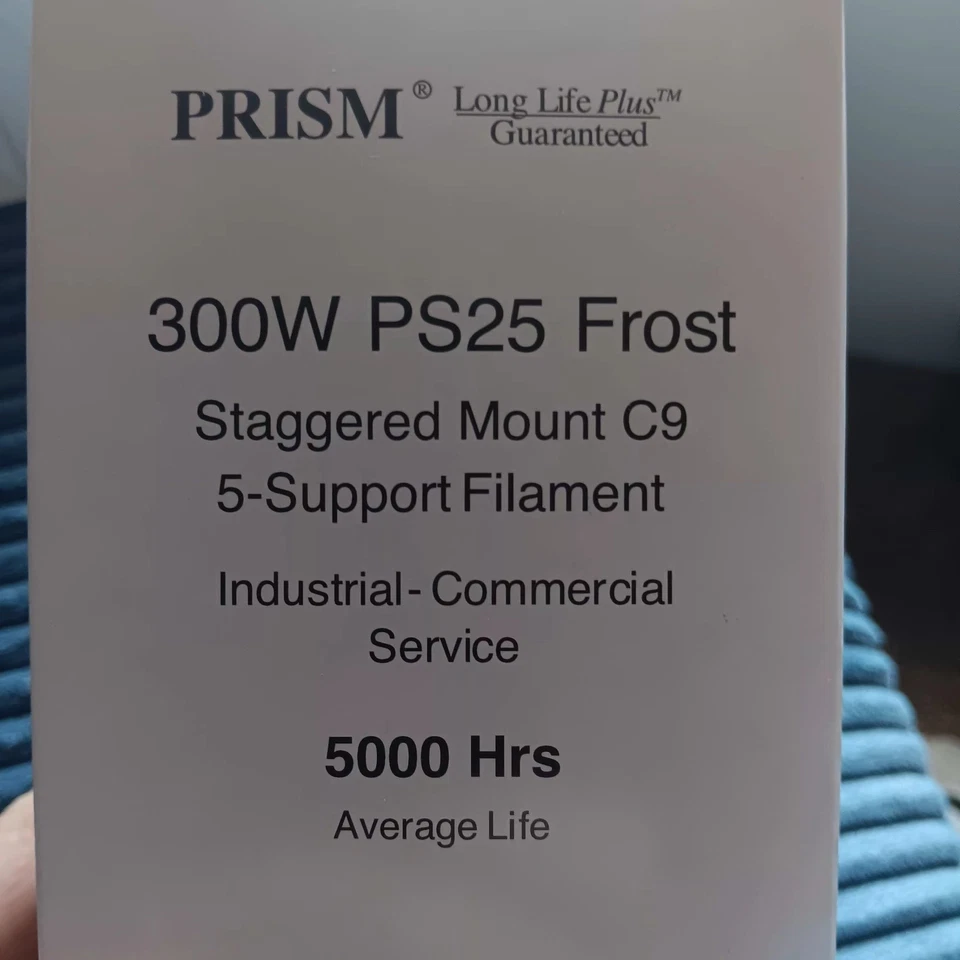 PRISM® Long Life Plus™
Guaranteed
300W PS25 Frost
Staggered Mount C9
5-Support Filament
Industrial - Commercial
Service
5000 Hrs
Average Life